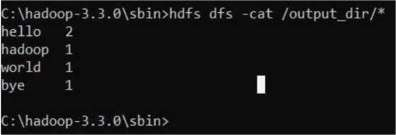 C:\hadoop-3.3.0\sbin>hdfs dfs -cat /output_dir/*
hello 2
hadoop 1
world 1
bye 1
C:\hadoop-3.3.0\sbin>